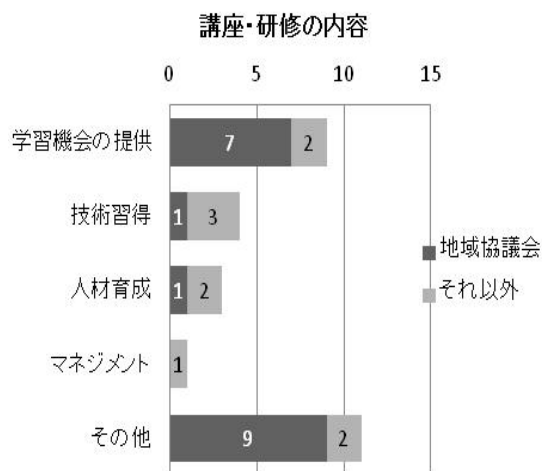 講座・研修の内容
0 5 10 15
学習機会の提供 7 2
技術習得 1 3
地域協議会
人材育成 1 2
それ以外
マネジメント 1
その他 9 2